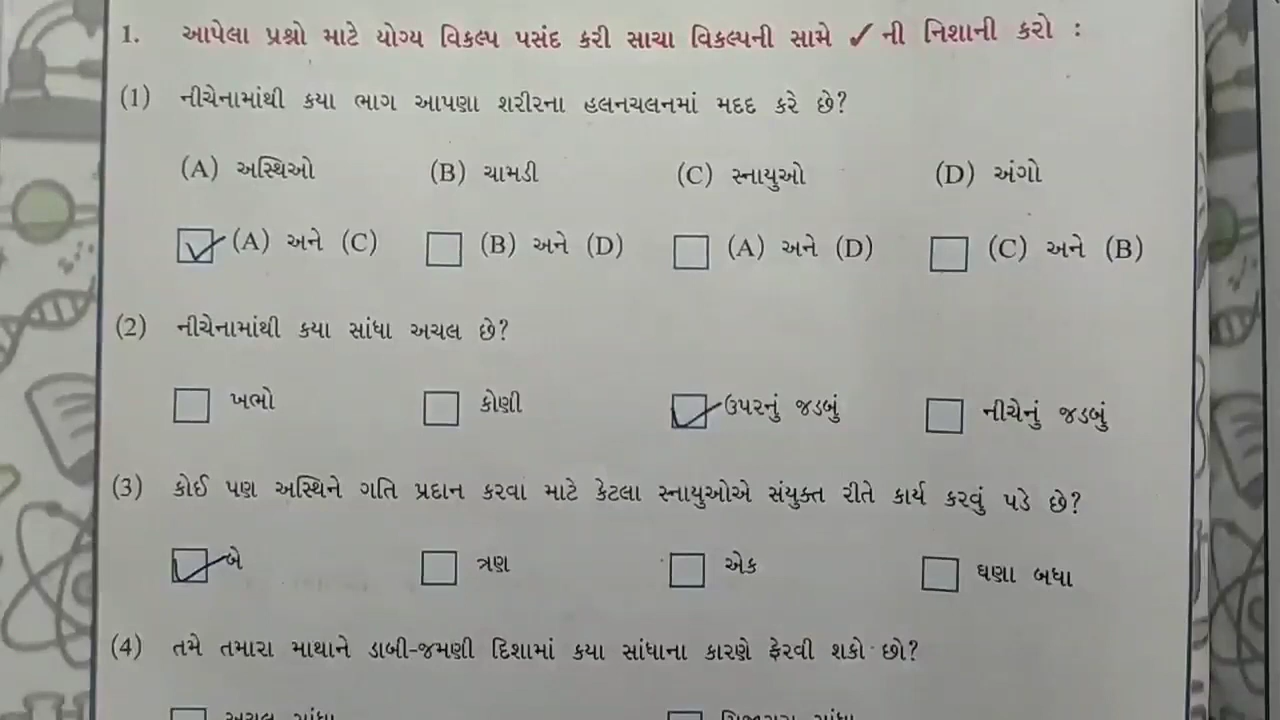 1. આપેલા પ્રશ્નો માટે યોગ્ય વિકલ્પ પસંદ કરી સાચા વિકલ્પની સામે ✓ ની નિશાની કરો :
(1) નીચેનામાંથી કયા ભાગ આપણા શરીરના હલનચલનમાં મદદ કરે છે?
(A) અસ્થિઓ (B) ચામડી (C) સ્નાયુઓ (D) અંગો
☑ (A) અને (C) ☐ (B) અને (D) ☐ (A) અને (D) ☐ (C) અને (B)
(2) નીચેનામાંથી કયા સાંધા અચલ છે?
☐ ખભો ☐ કોણી ☑ ઉપરનું જડબું ☐ નીચેનું જડબું
(3) કોઈ પણ અસ્થિને ગતિ પ્રદાન કરવા માટે કેટલા સ્નાયુઓએ સંયુક્ત રીતે કાર્ય કરવું પડે છે?
☑ બે ☐ ત્રણ ☐ એક ☐ ઘણા બધા
(4) તમે તમારા માથાને ડાબી-જમણી દિશામાં કયા સાંધાના કારણે ફેરવી શકો છો?
☐ અચલ સાંધા ☐ મિજાગરા સાંધા